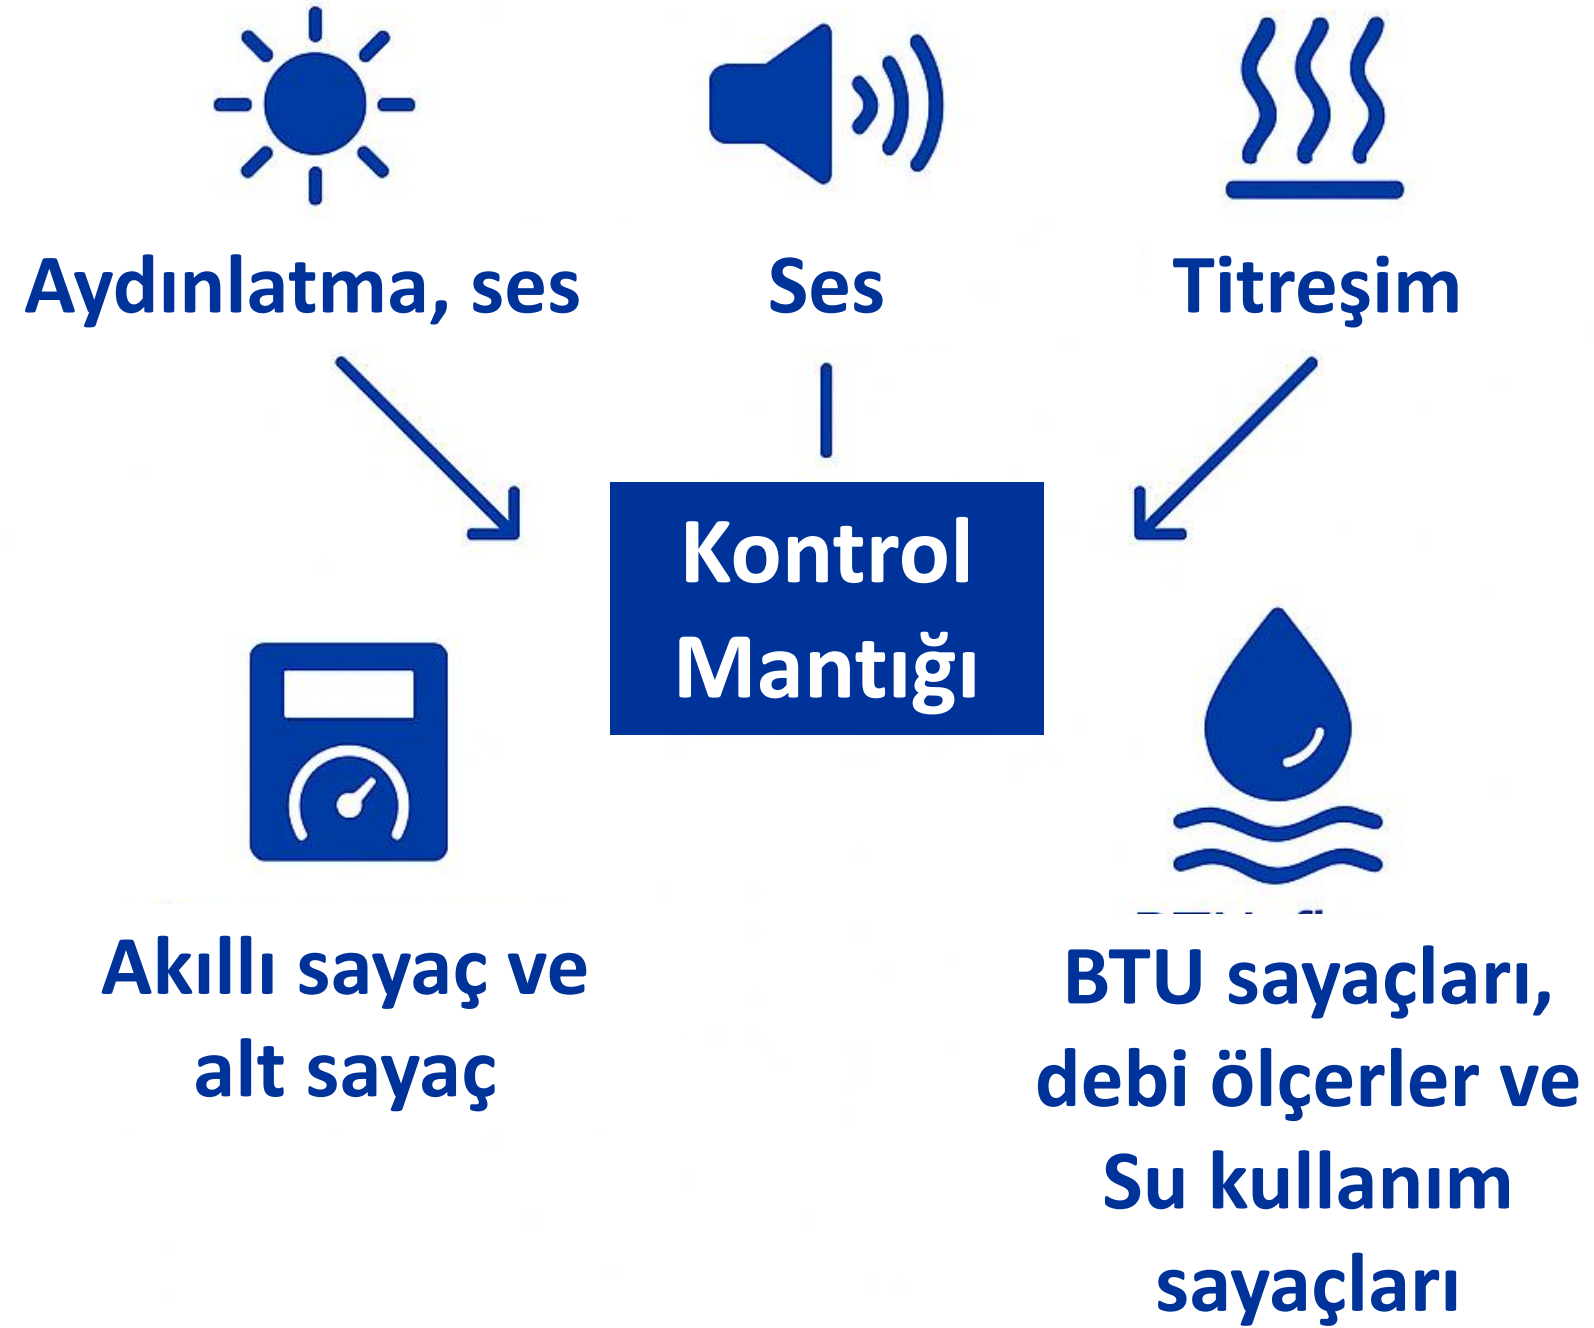 Aydınlatma, ses
Ses
Titreşim
Kontrol
Mantığı
Akıllı sayaç ve
alt sayaç
BTU sayaçları,
debi ölçerler ve
Su kullanım
sayaçları